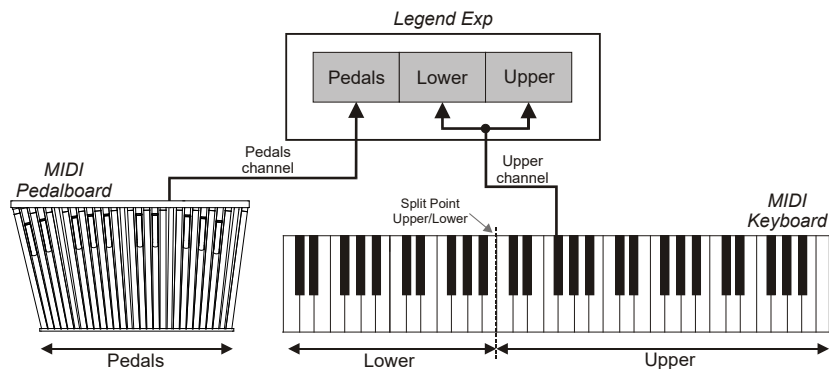 Legend Exp
Pedals Lower Upper
Pedals
channel
Upper
channel
MIDI
Pedalboard
Split Point
Upper/Lower
MIDI
Keyboard
Pedals
Lower
Upper